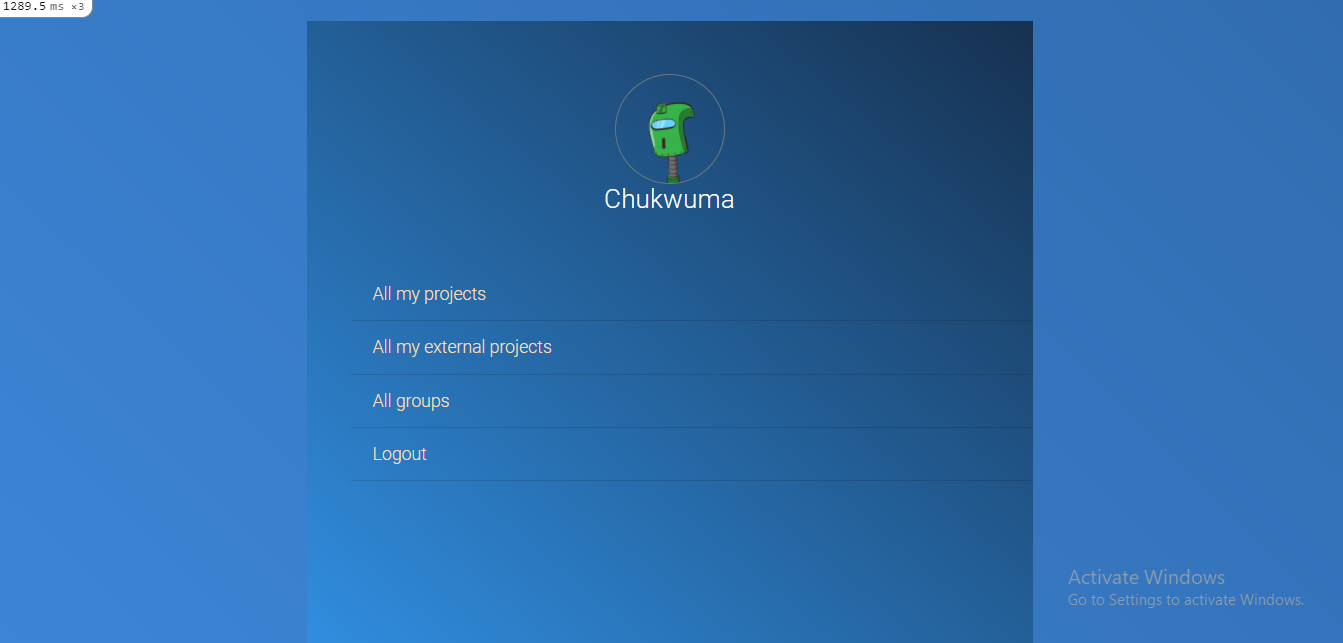 1289.5 ms ×3
Chukwuma
All my projects
All my external projects
All groups
Logout
Activate Windows
Go to Settings to activate Windows.